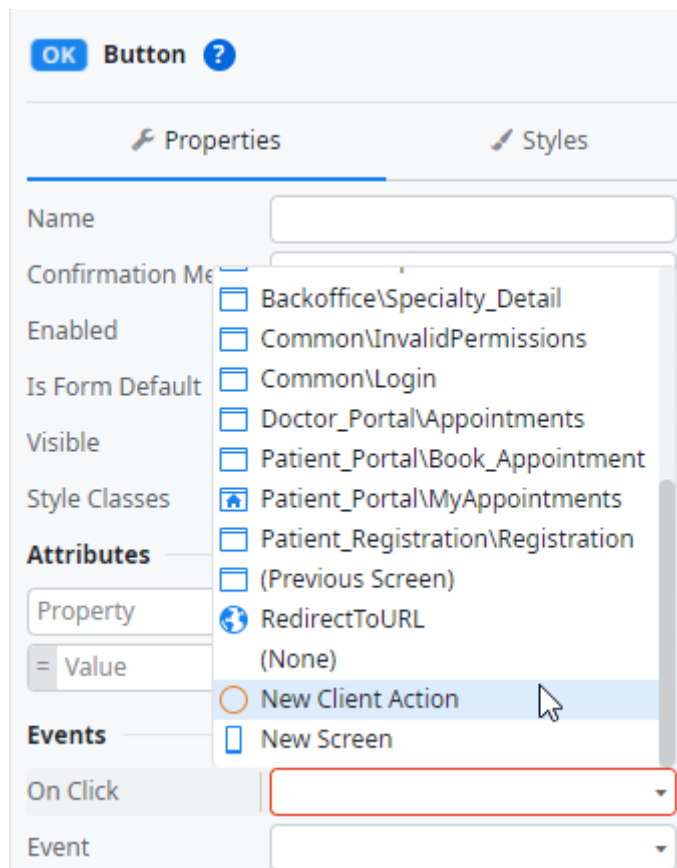 OK Button ?
Properties Styles
Name
Confirmation Me
Backoffice\Specialty_Detail
Enabled
Common\InvalidPermissions
Is Form Default
Common\Login
Doctor_Portal\Appointments
Visible
Patient_Portal\Book_Appointment
Style Classes
Patient_Portal\MyAppointments
Patient_Registration\Registration
Attributes
(Previous Screen)
Property
RedirectToURL
= Value
(None)
New Client Action
Events
New Screen
On Click
Event